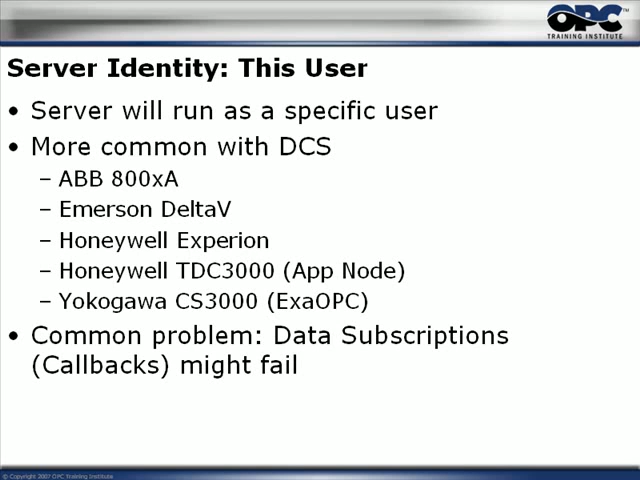 OPC™
TRAINING INSTITUTE
Server Identity: This User
• Server will run as a specific user
• More common with DCS
– ABB 800xA
– Emerson DeltaV
– Honeywell Experion
– Honeywell TDC3000 (App Node)
– Yokogawa CS3000 (ExaOPC)
• Common problem: Data Subscriptions
(Callbacks) might fail
© Copyright 2007 OPC Training Institute